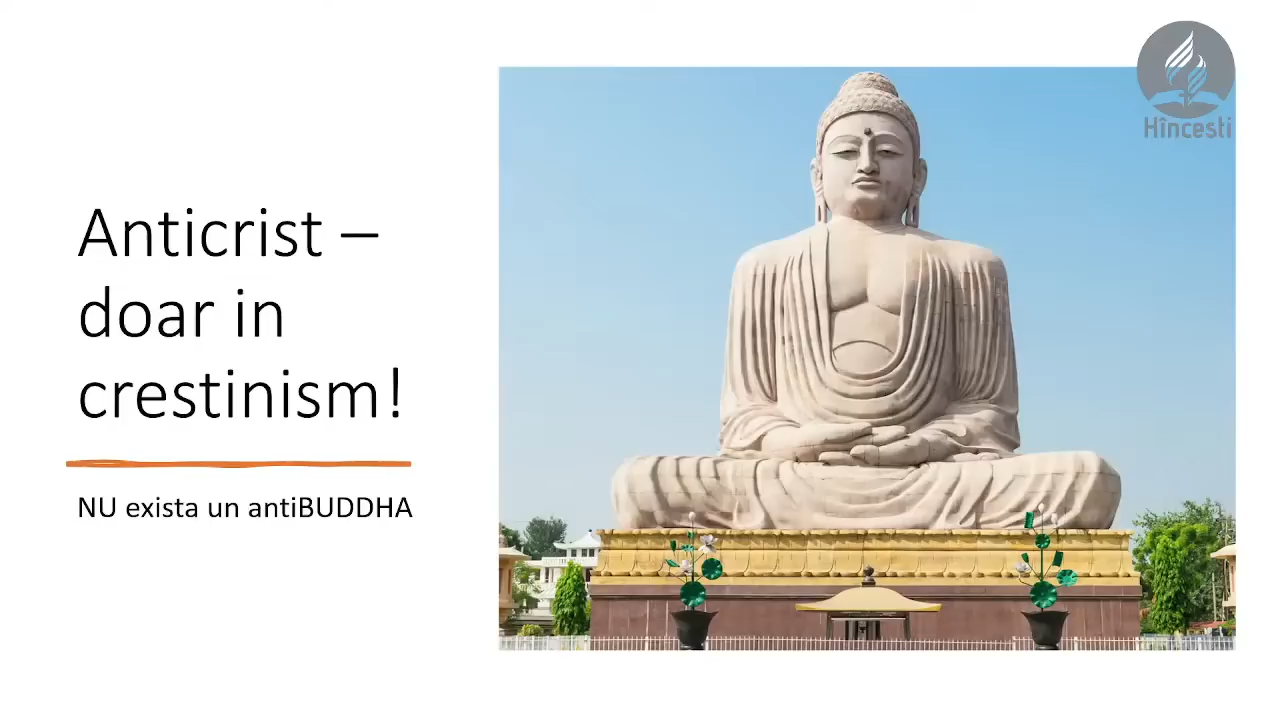 Hîncesti
Anticrist –
doar in
crestinism!
NU exista un antiBUDDHA